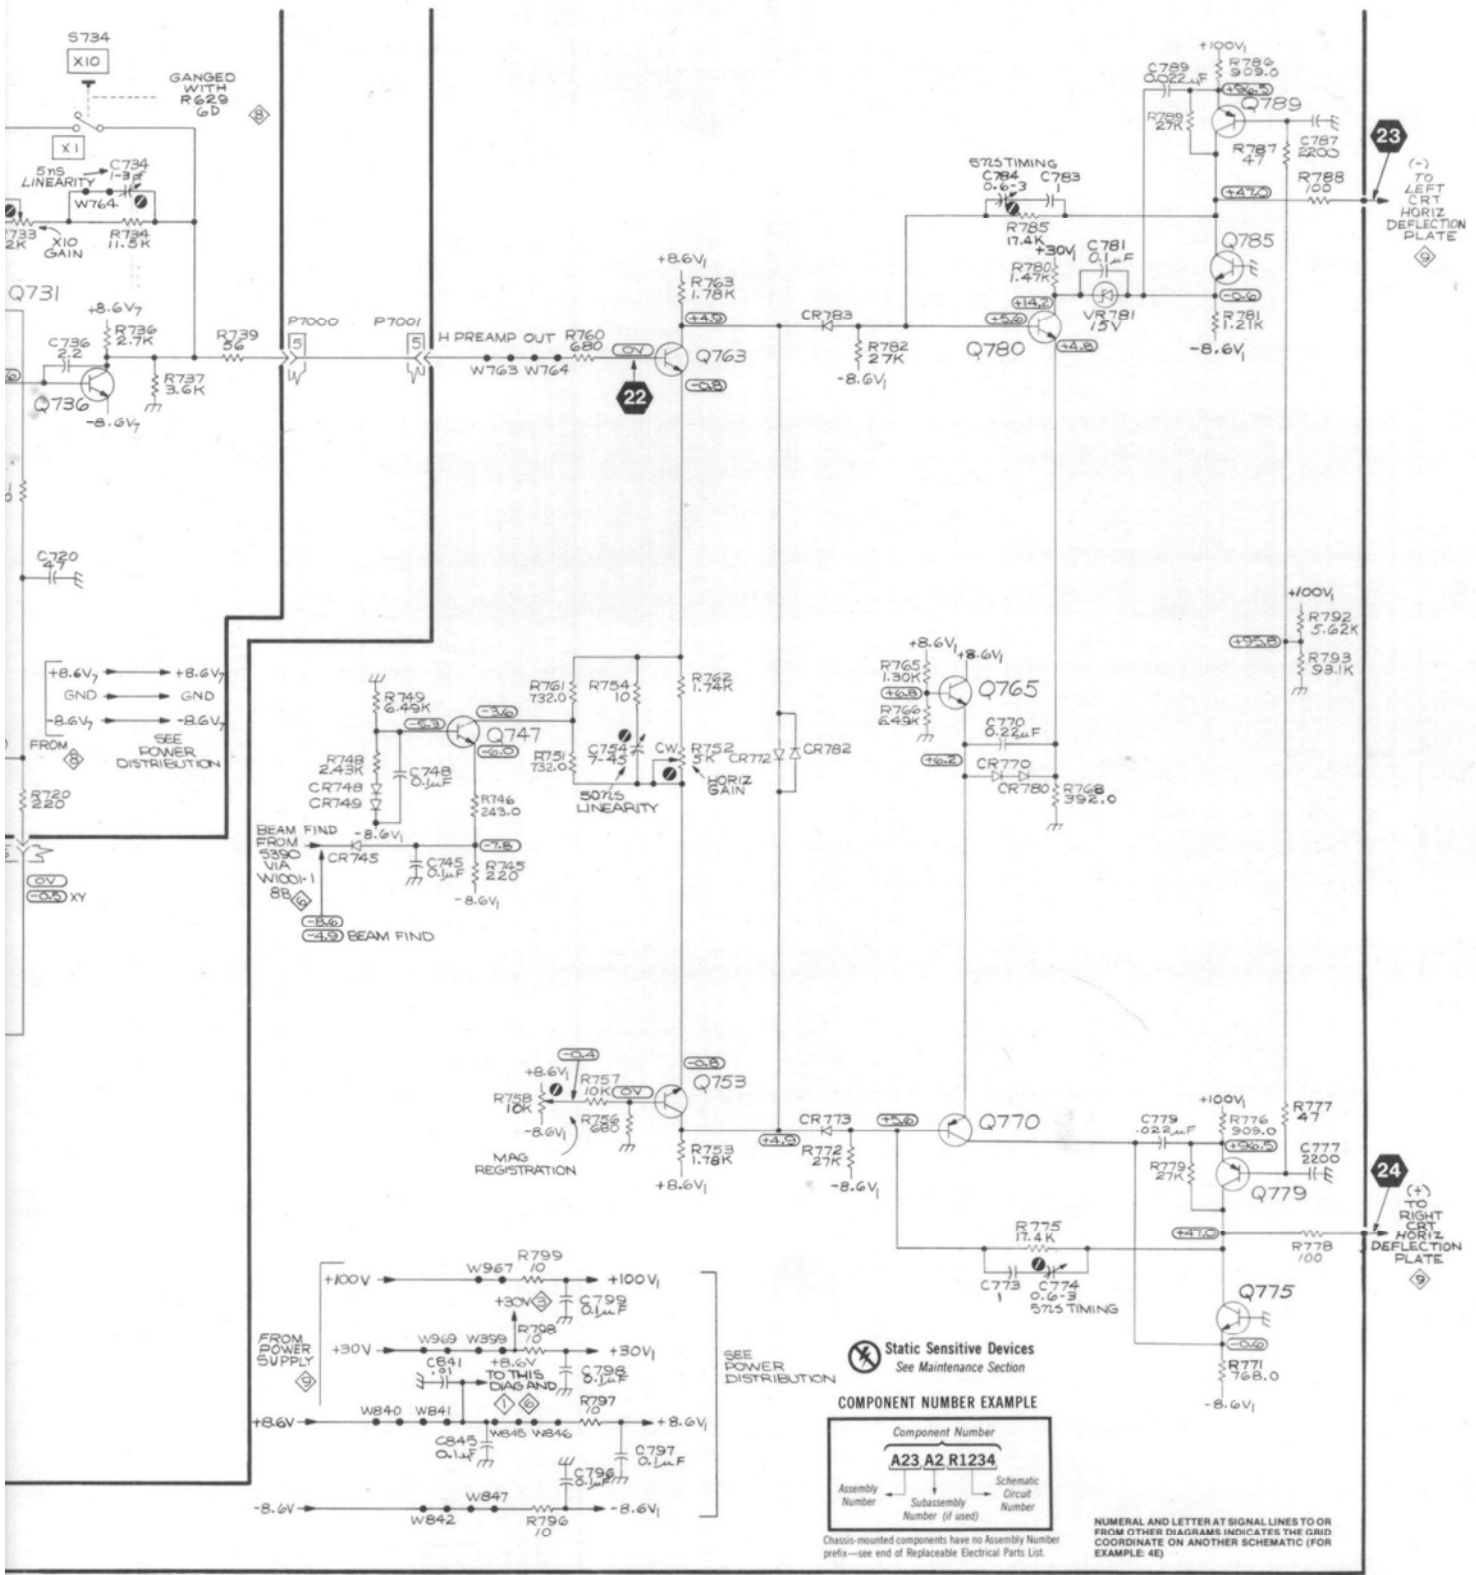 S734
X10
GANGED
WITH
R629
6D
8
X1
5nS
LINEARITY
C734
W764
R734
11.5K
2K
X10
GAIN
Q731
+8.6V7
R736
2.7K
C736
2.2
Q736
-8.6V7
R737
3.6K
R739
56
P7000
5
P7001
5
H PREAMP OUT
W763 W764
R760
680
0V
22
+8.6V1
R763
1.78K
+4.9
Q763
-0.8
CR783
R782
27K
-8.6V1
+5.6
Q780
+4.8
5nS TIMING
C784
0.6-3
C783
1
R785
17.4K
+30V1
R780
1.47K
+14.2
C781
0.1uF
VR781
15V
+100V1
R786
909.0
C789
0.022uF
+96.5
Q789
R789
27K
R787
47
C787
2200
R788
100
23
(-)
TO
LEFT
CRT
HORIZ
DEFLECTION
PLATE
9
+47.0
Q785
-0.6
R781
1.21K
-8.6V1
C720
47
+8.6V7 +8.6V7
GND GND
-8.6V7 -8.6V7
FROM
8
SEE
POWER
DISTRIBUTION
R720
220
0V
-0.5 XY
R749
6.49K
-5.3
R748
2.43K
CR748
CR749
C748
0.1uF
-8.6V1
Q747
-3.6
-6.0
R746
243.0
-7.8
R745
220
-8.6V1
C745
0.1uF
CR745
BEAM FIND
FROM
S390
VIA
W1001-1
8B
6
-8.6
-4.9 BEAM FIND
R761
732.0
R751
732.0
R754
10
C754
7-45
50nS
LINEARITY
R762
1.74K
CW
R752
5K
HORIZ
GAIN
CR772
CR782
+8.6V1
+8.6V1
R765
1.30K
+6.8
R766
6.49K
Q765
+6.2
C770
0.22uF
CR770
CR780
R768
392.0
+100V1
R792
5.62K
+95.8
R793
93.1K
-0.4
+8.6V1
R758
10K
-8.6V1
R757
10K
0V
R756
680
MAG
REGISTRATION
-0.8
Q753
R753
1.78K
+8.6V1
+4.9
CR773
R772
27K
-8.6V1
+5.6
Q770
C779
.022uF
+100V1
R776
909.0
+96.5
R779
27K
Q779
R777
47
C777
2200
24
(+)
TO
RIGHT
CRT
HORIZ
DEFLECTION
PLATE
9
R778
100
+47.0
R775
17.4K
C773
1
C774
0.6-3
5nS TIMING
Q775
-0.6
R771
768.0
-8.6V1
FROM
POWER
SUPPLY
9
+100V W967 R799 +100V1
10
C799
0.1uF
+30V 3
+30V W969 W399 R798 +30V1
10
C798
0.1uF
C841
.01
+8.6V
TO THIS
DIAG AND
1 6
+8.6V W840 W841 W845 W846 R797 +8.6V1
10
C845
0.1uF
C797
0.1uF
C796
0.1uF
-8.6V W842 W847 R796 -8.6V1
10
SEE
POWER
DISTRIBUTION
Static Sensitive Devices
See Maintenance Section
COMPONENT NUMBER EXAMPLE
Component Number
A23 A2 R1234
Assembly
Number
Subassembly
Number (if used)
Schematic
Circuit
Number
Chassis-mounted components have no Assembly Number
prefix—see end of Replaceable Electrical Parts List.
NUMERAL AND LETTER AT SIGNAL LINES TO OR
FROM OTHER DIAGRAMS INDICATES THE GRID
COORDINATE ON ANOTHER SCHEMATIC (FOR
EXAMPLE: 4E)